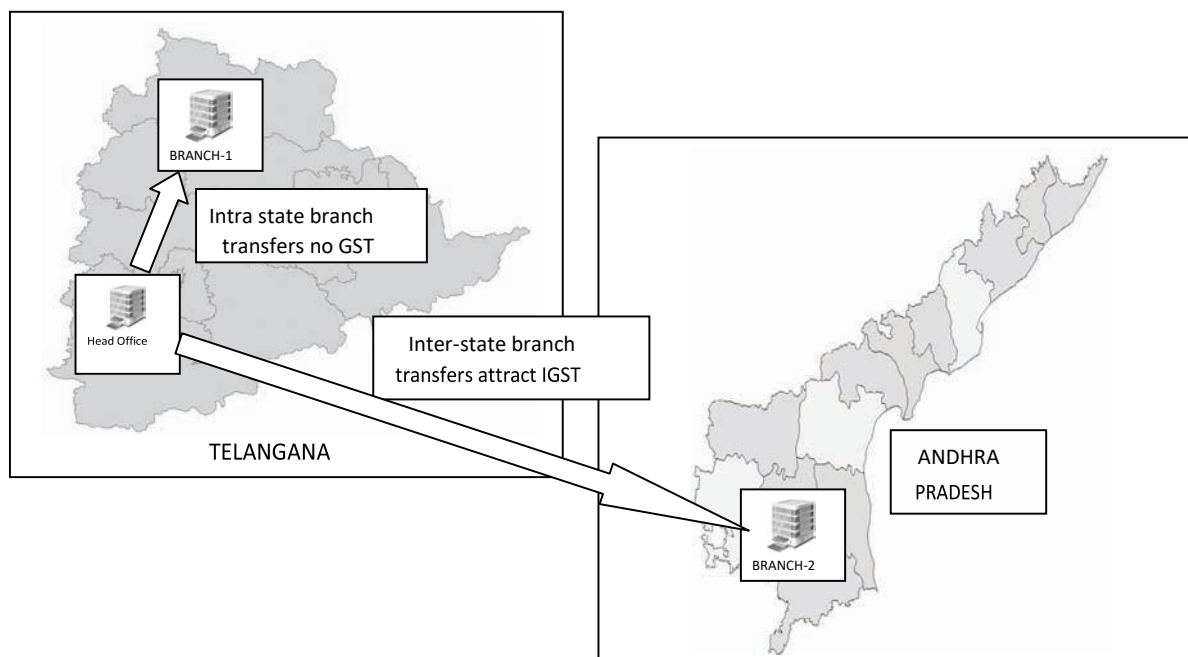 BRANCH-1
Intra state branch
transfers no GST
Head Office
Inter-state branch
transfers attract IGST
TELANGANA
ANDHRA
PRADESH
BRANCH-2